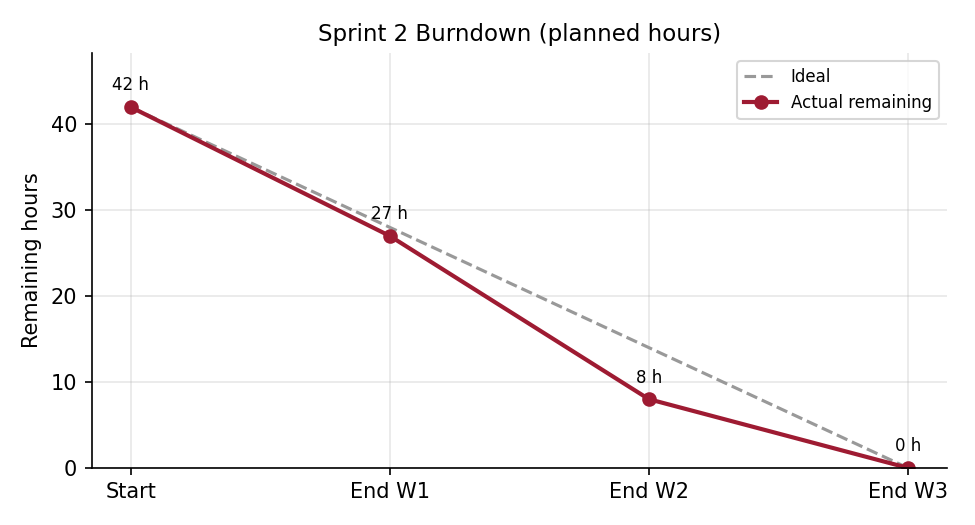 Sprint 2 Burndown (planned hours)
Ideal
Actual remaining
Remaining hours
40
30
20
10
0
42 h
27 h
8 h
0 h
Start
End W1
End W2
End W3